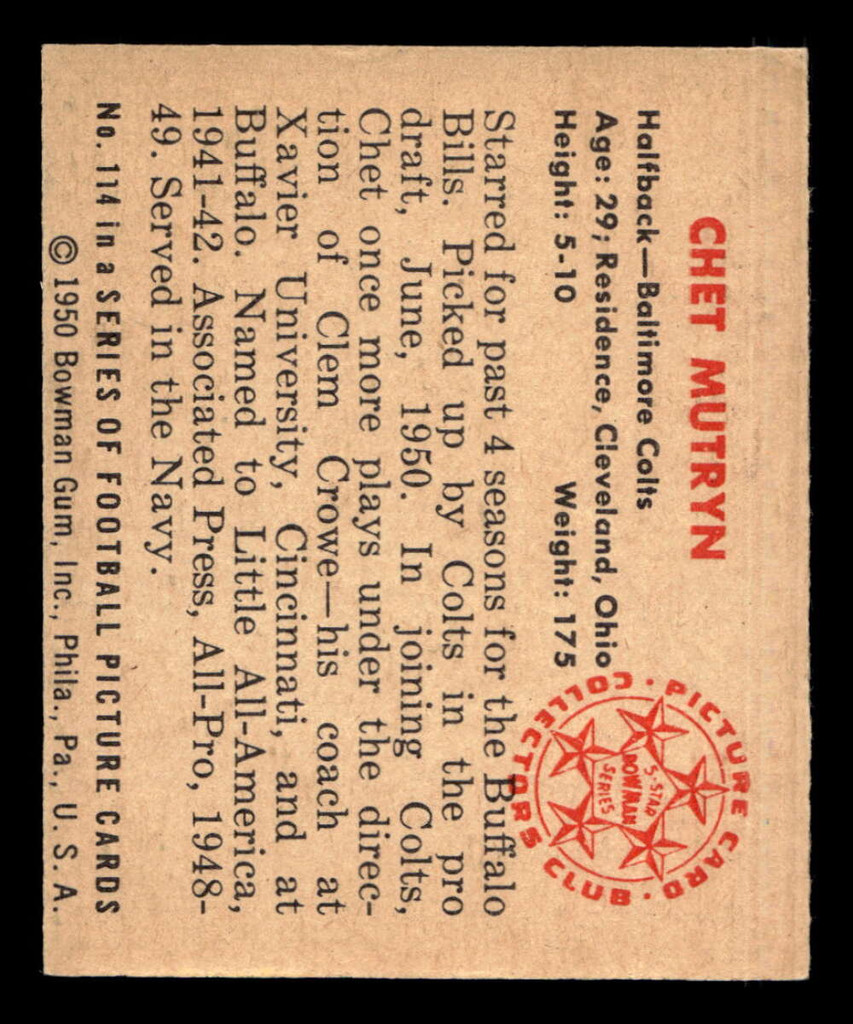 CHET MUTRYN
Halfback—Baltimore Colts
Age: 29; Residence, Cleveland, Ohio
Height: 5-10 Weight: 175
PICTURE CARD · COLLECTORS CLUB ·
5-STAR
BOWMAN
SERIES
Starred for past 4 seasons for the Buffalo
Bills. Picked up by Colts in the pro
draft, June, 1950. In joining Colts,
Chet once more plays under the direc-
tion of Clem Crowe—his coach at
Xavier University, Cincinnati, and at
Buffalo. Named to Little All-America,
1941-42. Associated Press, All-Pro, 1948-
49. Served in the Navy.
No. 114 in a SERIES OF FOOTBALL PICTURE CARDS
© 1950 Bowman Gum, Inc., Phila., Pa., U. S. A.